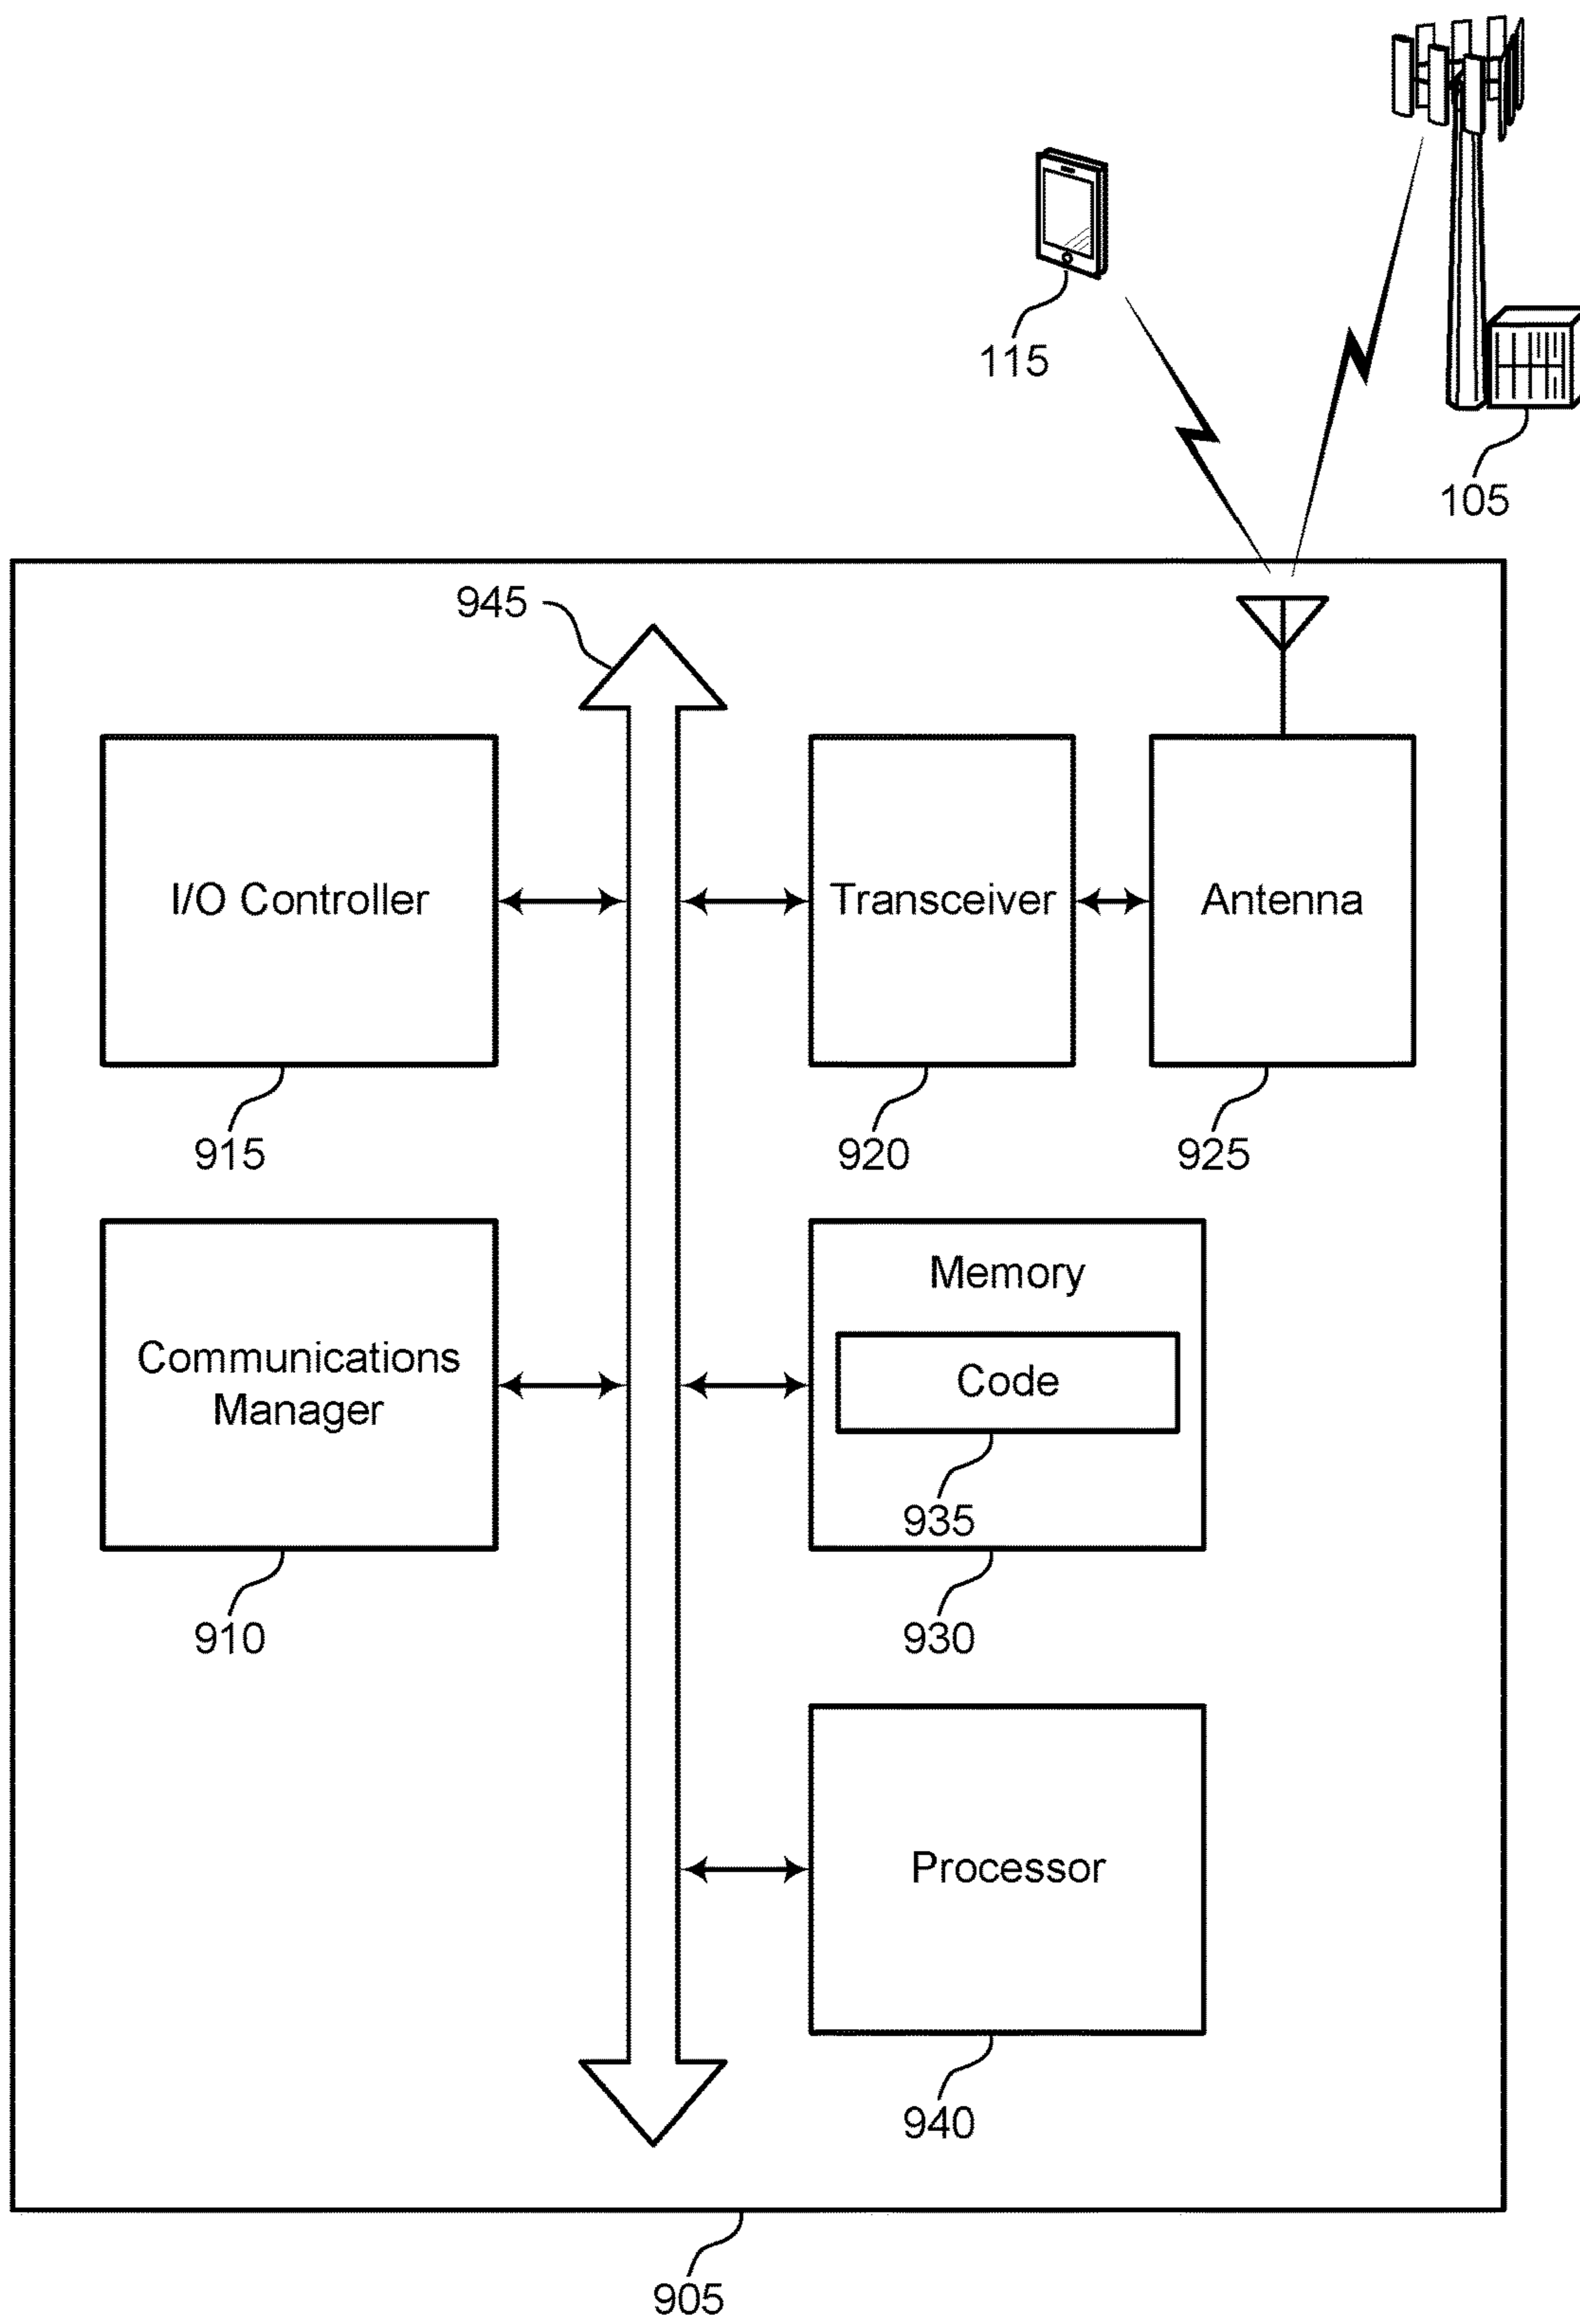 115
105
945
I/O Controller
Transceiver
Antenna
915
920
925
Communications
Manager
Memory
Code
935
910
930
Processor
940
905